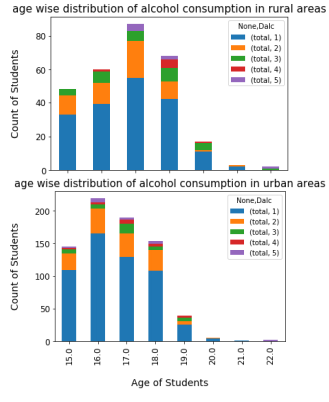 age wise distribution of alcohol consumption in rural areas
None,Dalc
(total, 1)
(total, 2)
(total, 3)
(total, 4)
(total, 5)
80
60
40
20
0
Count of Students
age wise distribution of alcohol consumption in urban areas
None,Dalc
(total, 1)
(total, 2)
(total, 3)
(total, 4)
(total, 5)
200
150
100
50
0
Count of Students
15.0
16.0
17.0
18.0
19.0
20.0
21.0
22.0
Age of Students